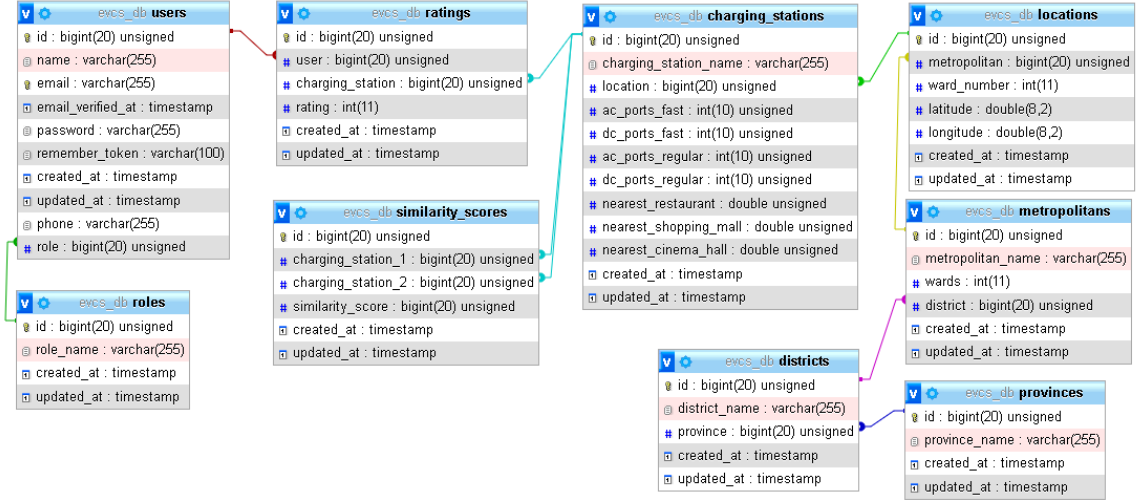 evcs_db users
id : bigint(20) unsigned
name : varchar(255)
email : varchar(255)
email_verified_at : timestamp
password : varchar(255)
remember_token : varchar(100)
created_at : timestamp
updated_at : timestamp
phone : varchar(255)
role : bigint(20) unsigned
evcs_db roles
id : bigint(20) unsigned
role_name : varchar(255)
created_at : timestamp
updated_at : timestamp
evcs_db ratings
id : bigint(20) unsigned
user : bigint(20) unsigned
charging_station : bigint(20) unsigned
rating : int(11)
created_at : timestamp
updated_at : timestamp
evcs_db similarity_scores
id : bigint(20) unsigned
charging_station_1 : bigint(20) unsigned
charging_station_2 : bigint(20) unsigned
similarity_score : bigint(20) unsigned
created_at : timestamp
updated_at : timestamp
evcs_db charging_stations
id : bigint(20) unsigned
charging_station_name : varchar(255)
location : bigint(20) unsigned
ac_ports_fast : int(10) unsigned
dc_ports_fast : int(10) unsigned
ac_ports_regular : int(10) unsigned
dc_ports_regular : int(10) unsigned
nearest_restaurant : double unsigned
nearest_shopping_mall : double unsigned
nearest_cinema_hall : double unsigned
created_at : timestamp
updated_at : timestamp
evcs_db districts
id : bigint(20) unsigned
district_name : varchar(255)
province : bigint(20) unsigned
created_at : timestamp
updated_at : timestamp
evcs_db locations
id : bigint(20) unsigned
metropolitan : bigint(20) unsigned
ward_number : int(11)
latitude : double(8,2)
longitude : double(8,2)
created_at : timestamp
updated_at : timestamp
evcs_db metropolitans
id : bigint(20) unsigned
metropolitan_name : varchar(255)
wards : int(11)
district : bigint(20) unsigned
created_at : timestamp
updated_at : timestamp
evcs_db provinces
id : bigint(20) unsigned
province_name : varchar(255)
created_at : timestamp
updated_at : timestamp